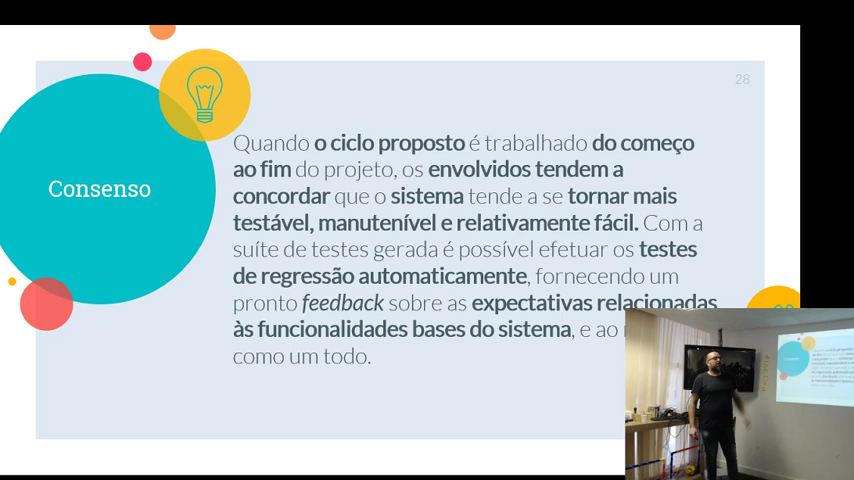 28
Consenso
Quando o ciclo proposto é trabalhado do começo
ao fim do projeto, os envolvidos tendem a
concordar que o sistema tende a se tornar mais
testável, manutenível e relativamente fácil. Com a
suíte de testes gerada é possível efetuar os testes
de regressão automaticamente, fornecendo um
pronto feedback sobre as expectativas relacionadas
às funcionalidades bases do sistema, e ao
como um todo.